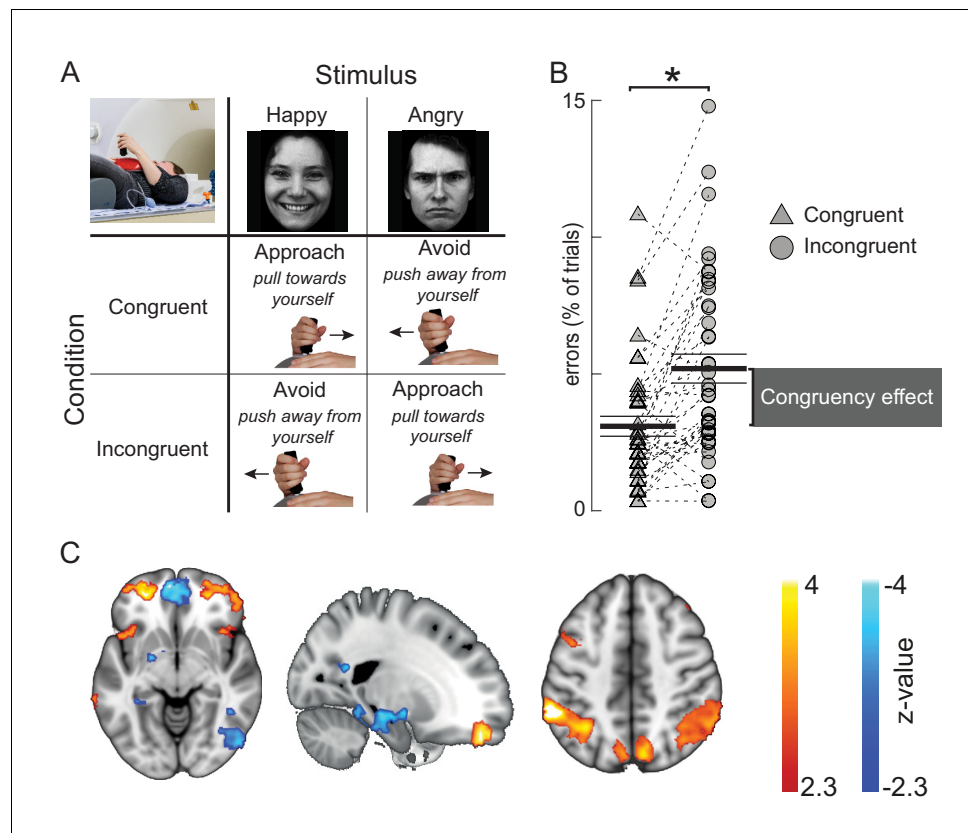 A
Stimulus
Happy
Angry
Condition
Congruent
Approach
pull towards
yourself
Avoid
push away from
yourself
Incongruent
Avoid
push away from
yourself
Approach
pull towards
yourself
B
*
15
errors (% of trials)
0
Congruent
Incongruent
Congruency effect
C
4
2.3
-4
-2.3
z-value